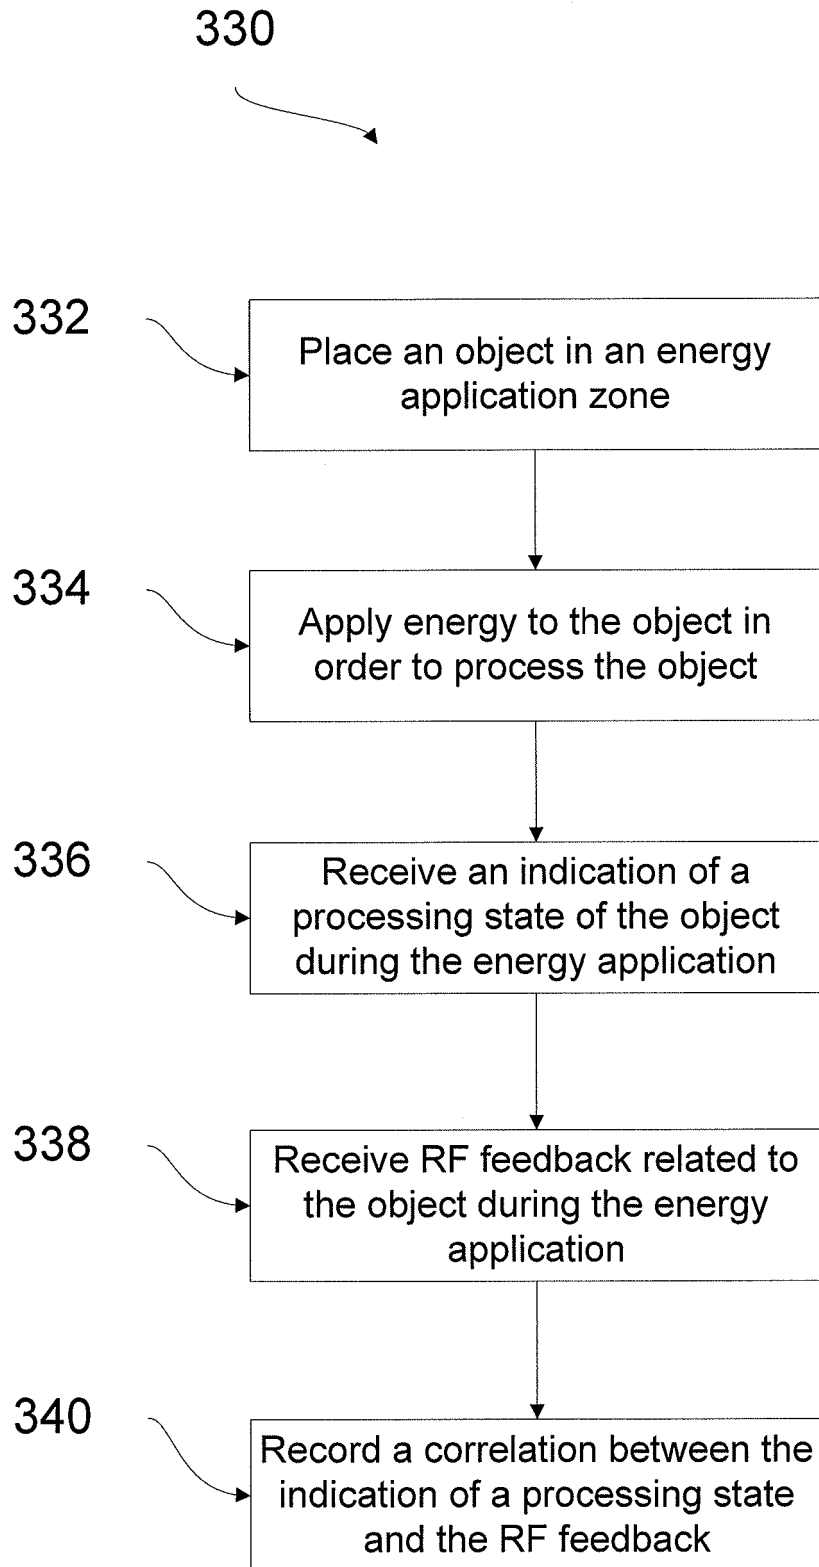 330
332
Place an object in an energy
application zone
334
Apply energy to the object in
order to process the object
336
Receive an indication of a
processing state of the object
during the energy application
338
Receive RF feedback related to
the object during the energy
application
340
Record a correlation between the
indication of a processing state
and the RF feedback